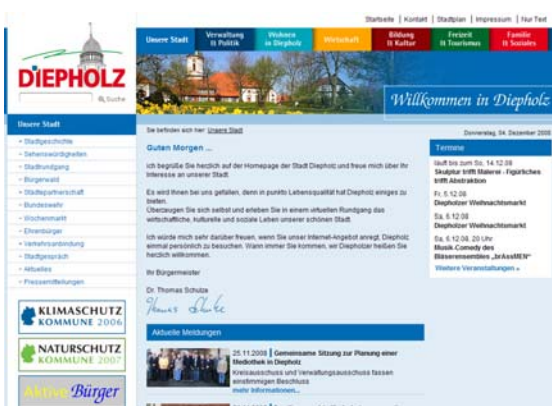 Startseite | Kontakt | Stadtplan | Impressum | Nur Text
DIEPHOLZ
Suche
Unsere Stadt
Verwaltung & Politik
Wohnen in Diepholz
Wirtschaft
Bildung & Kultur
Freizeit & Tourismus
Familie & Soziales
Willkommen in Diepholz
Unsere Stadt
Stadtgeschichte
Sehenswürdigkeiten
Stadtrundgang
Bürgerwald
Städtepartnerschaft
Bundeswehr
Wochenmarkt
Ehrenbürger
Verkehrsanbindung
Stadtgespräch
Aktuelles
Pressemitteilungen
KLIMASCHUTZ
KOMMUNE 2006
NATURSCHUTZ
KOMMUNE 2007
Aktive Bürger
Sie befinden sich hier: Unsere Stadt
Guten Morgen ...
ich begrüße Sie herzlich auf der Homepage der Stadt Diepholz und freue mich über Ihr
Interesse an unserer Stadt.
Es wird Ihnen bei uns gefallen, denn in punkto Lebensqualität hat Diepholz einiges zu
bieten.
Überzeugen Sie sich selbst und erleben Sie in einem virtuellen Rundgang das
wirtschaftliche, kulturelle und soziale Leben unserer schönen Stadt.
Ich würde mich sehr darüber freuen, wenn Sie unser Internet-Angebot anregt, Diepholz
einmal persönlich zu besuchen. Wann immer Sie kommen, wir Diepholzer heißen Sie
herzlich willkommen.
Ihr Bürgermeister
Dr. Thomas Schulze
Aktuelle Meldungen
25.11.2008 | Gemeinsame Sitzung zur Planung einer
Mediothek in Diepholz
Kreisausschuss und Verwaltungsausschuss fassen
einstimmigen Beschluss
mehr Informationen...
Donnerstag, 04. Dezember 2008
Termine
läuft bis zum So, 14.12.08
Skulptur trifft Malerei - Figürliches
trifft Abstraktion
Fr, 5.12.08
Diepholzer Weihnachtsmarkt
Sa, 6.12.08
Diepholzer Weihnachtsmarkt
Sa, 6.12.08, 20 Uhr
Musik-Comedy des
Bläserensembles „brAssMEN“
Weitere Veranstaltungen »